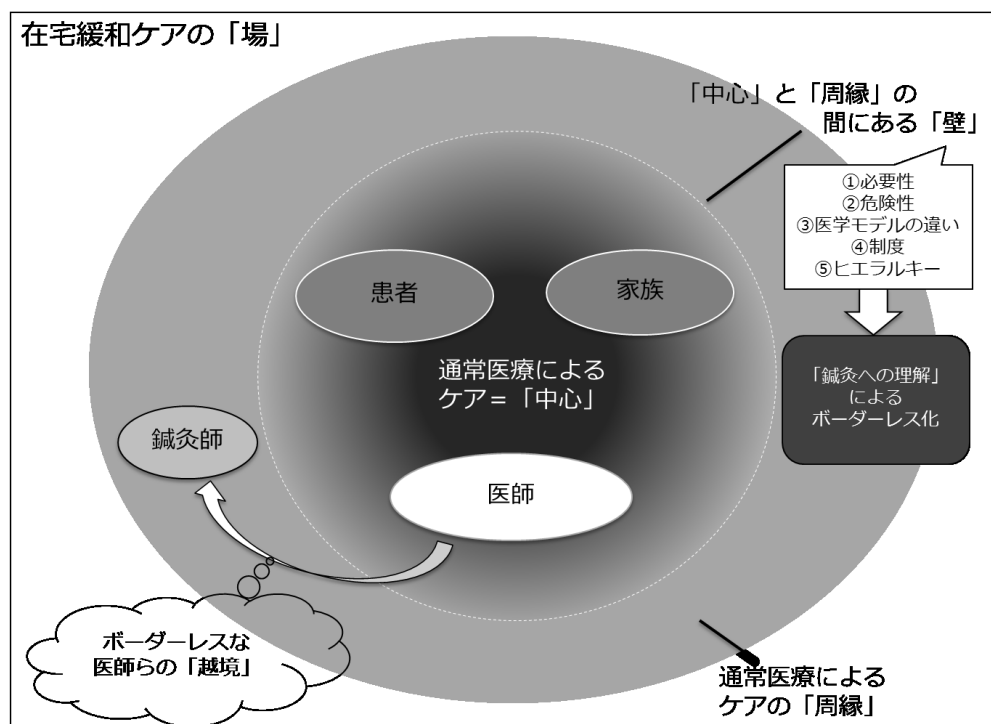 在宅緩和ケアの「場」
「中心」と「周縁」の
間にある「壁」
①必要性
②危険性
③医学モデルの違い
④制度
⑤ヒエラルキー
患者
家族
通常医療による
ケア＝「中心」
「鍼灸への理解」
による
ボーダーレス化
鍼灸師
医師
ボーダーレスな
医師らの「越境」
通常医療による
ケアの「周縁」